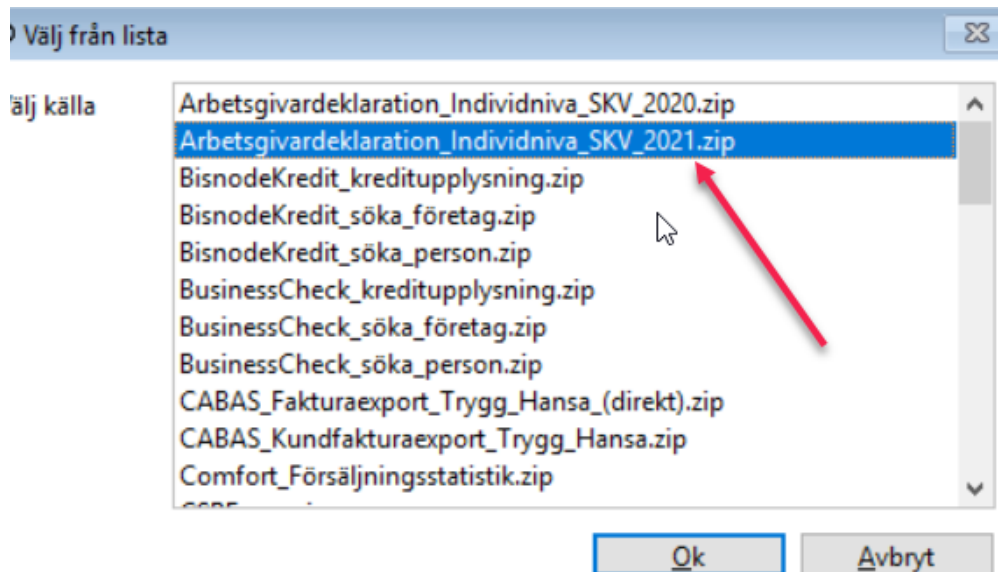 Välj från lista
älj källa
Arbetsgivardeklaration_Individniva_SKV_2020.zip
Arbetsgivardeklaration_Individniva_SKV_2021.zip
BisnodeKredit_kreditupplysning.zip
BisnodeKredit_söka_företag.zip
BisnodeKredit_söka_person.zip
BusinessCheck_kreditupplysning.zip
BusinessCheck_söka_företag.zip
BusinessCheck_söka_person.zip
CABAS_Fakturaexport_Trygg_Hansa_(direkt).zip
CABAS_Kundfakturaexport_Trygg_Hansa.zip
Comfort_Försäljningsstatistik.zip
Ok
Avbryt